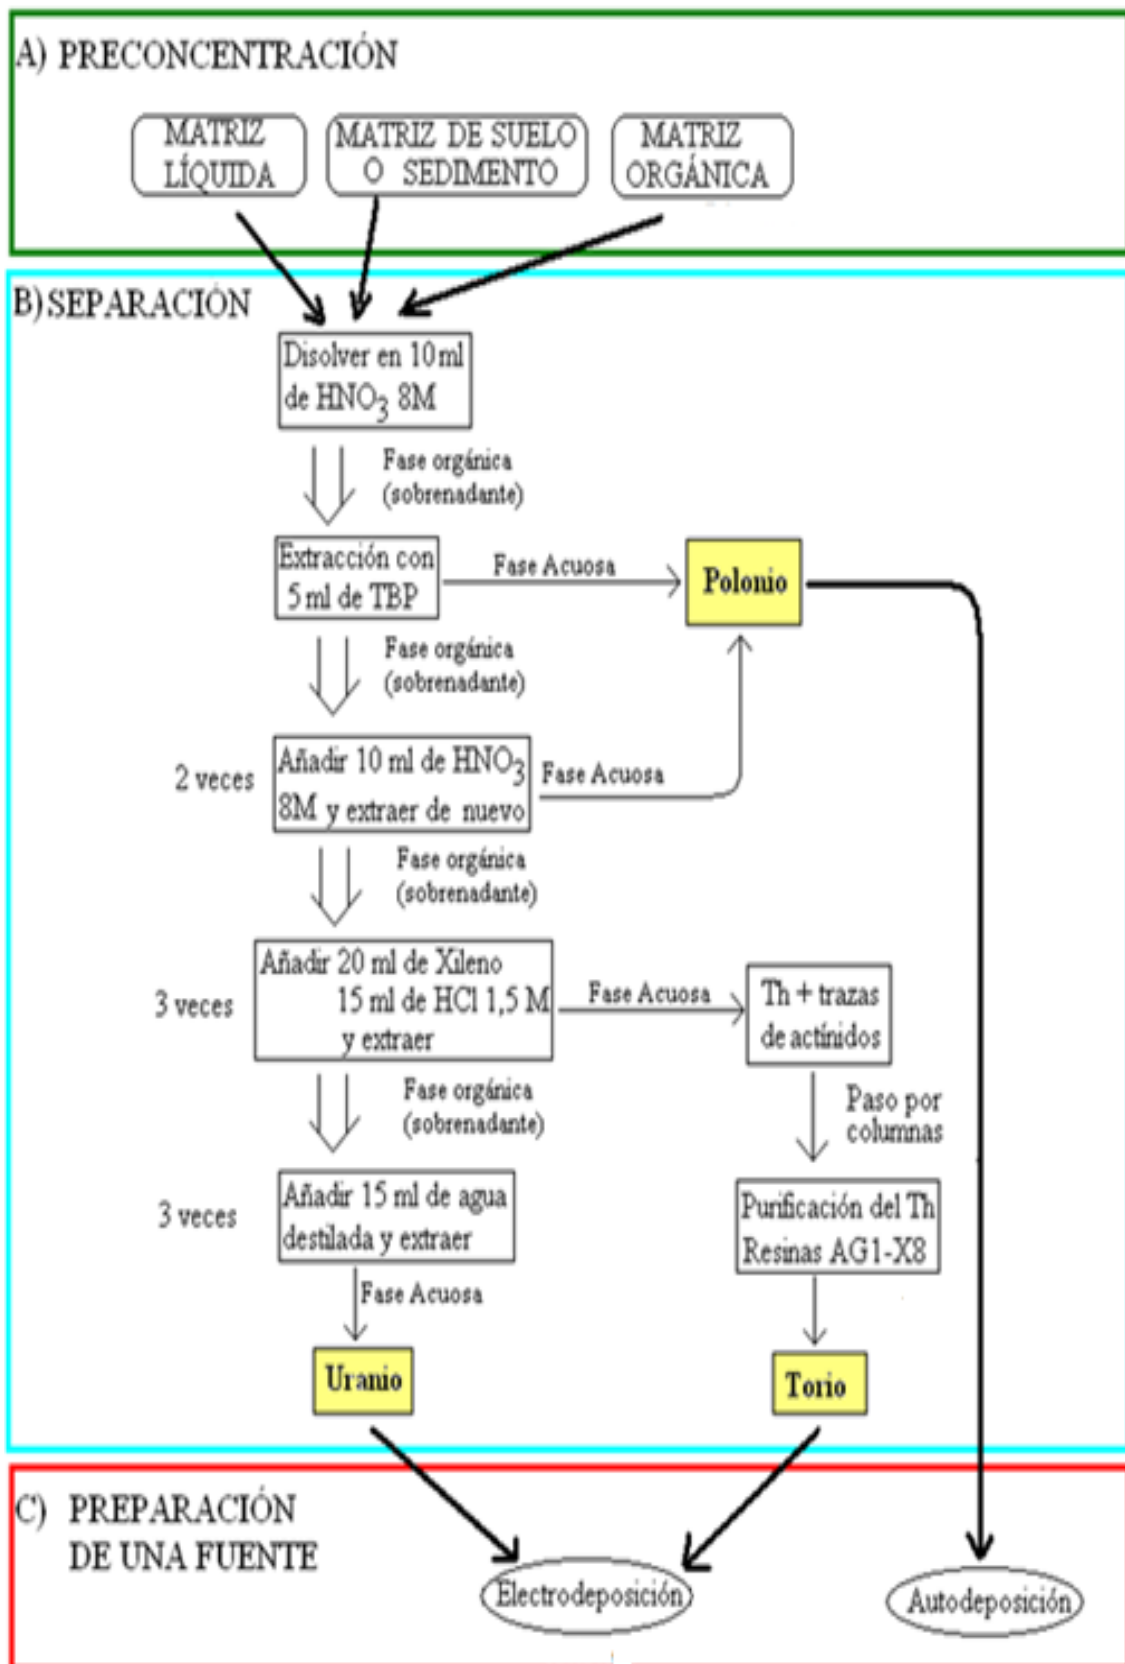 A) PRECONCENTRACIÓN
MATRIZ
LÍQUIDA
MATRIZ DE SUELO
O SEDIMENTO
MATRIZ
ORGÁNICA
B) SEPARACIÓN
Disolver en 10 ml
de HNO3 8M
Fase orgánica
(sobrenadante)
Extracción con
5 ml de TBP
Fase Acuosa
Polonio
Fase orgánica
(sobrenadante)
2 veces
Añadir 10 ml de HNO3
8M y extraer de nuevo
Fase Acuosa
Fase orgánica
(sobrenadante)
3 veces
Añadir 20 ml de Xileno
15 ml de HCl 1,5 M
y extraer
Fase Acuosa
Th + trazas
de actínidos
Fase orgánica
(sobrenadante)
Paso por
columnas
3 veces
Añadir 15 ml de agua
destilada y extraer
Purificación del Th
Resinas AG1-X8
Fase Acuosa
Uranio
Torio
C) PREPARACIÓN
DE UNA FUENTE
Electrodeposición
Autodeposición